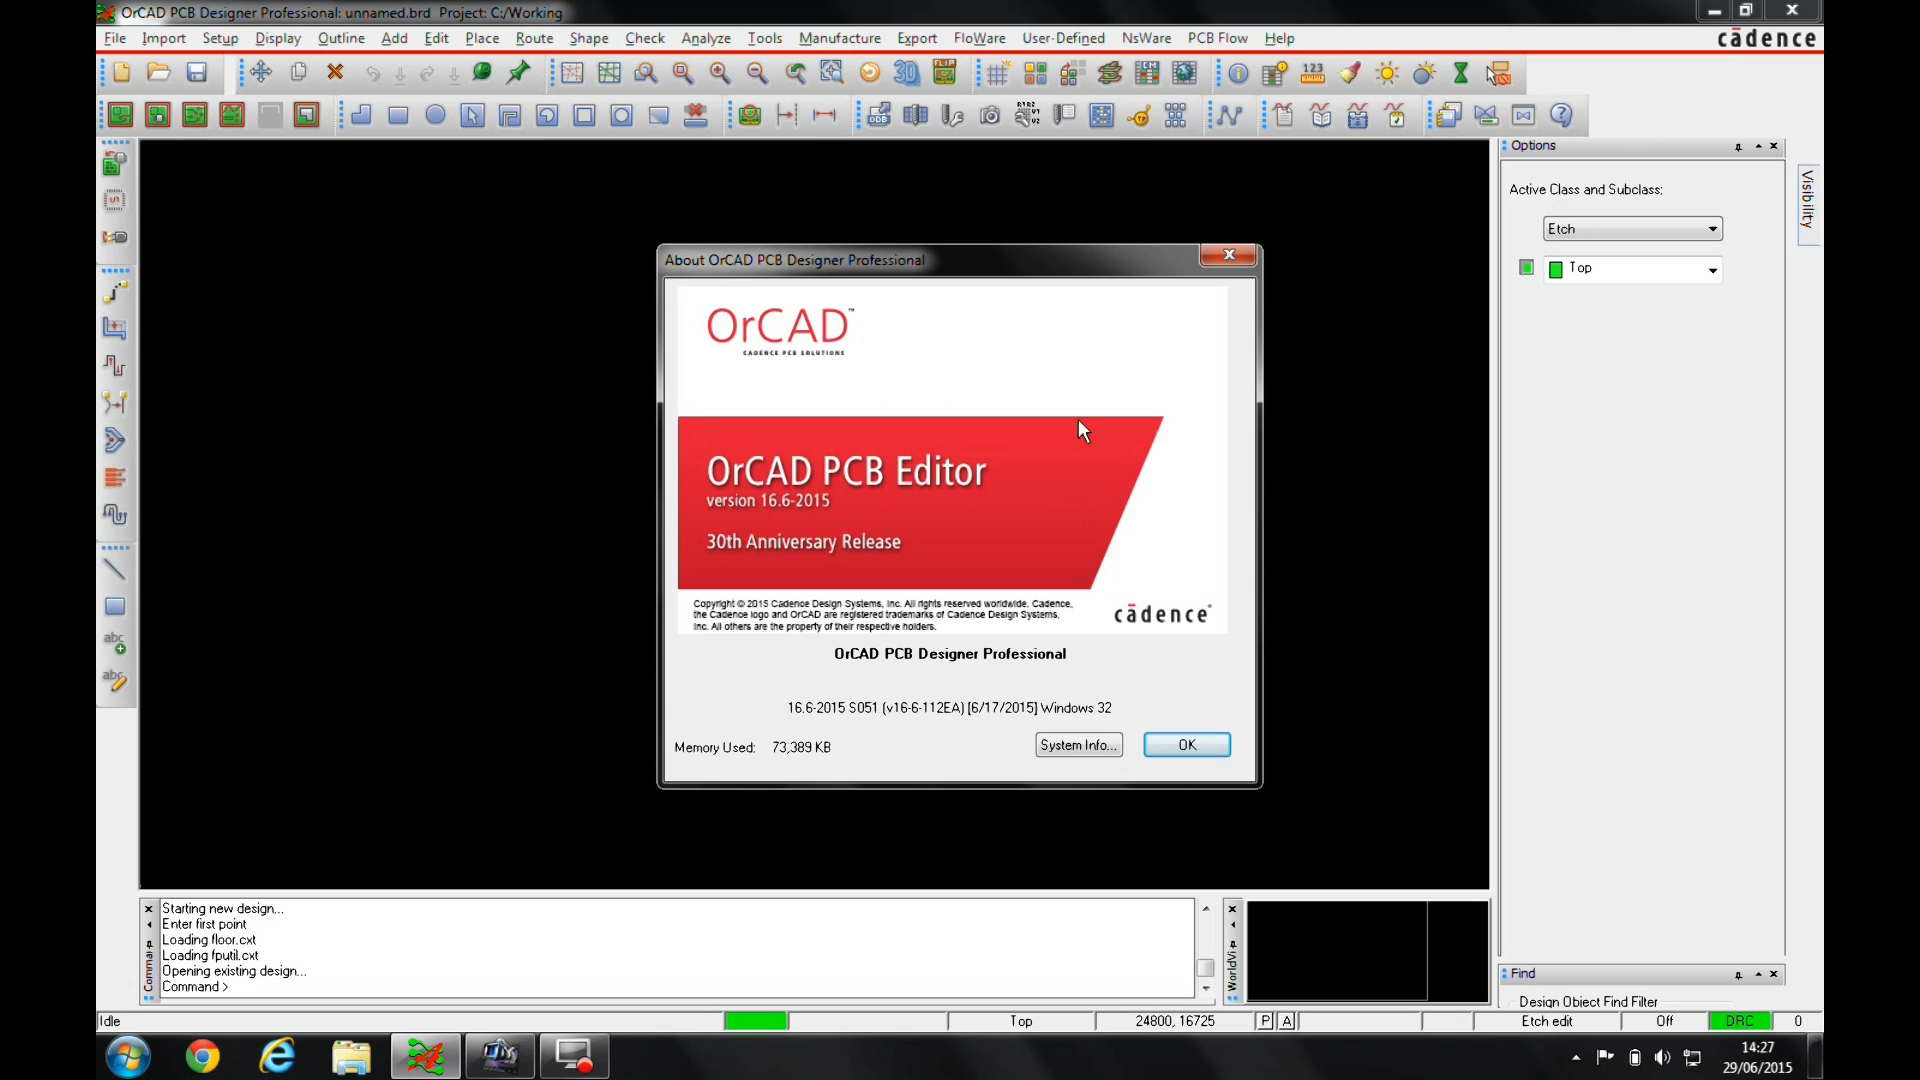 OrCAD PCB Designer Professional: unnamed.brd Project: C:/Working
File Import Setup Display Outline Add Edit Place Route Shape Check Analyze Tools Manufacture Export FloWare User-Defined NsWare PCB Flow Help
cādence
Options
Active Class and Subclass:
Etch
Top
Visibility
About OrCAD PCB Designer Professional
OrCAD™
CADENCE PCB SOLUTIONS
OrCAD PCB Editor
version 16.6-2015
30th Anniversary Release
Copyright © 2015 Cadence Design Systems, Inc. All rights reserved worldwide. Cadence,
the Cadence logo and OrCAD are registered trademarks of Cadence Design Systems,
Inc. All others are the property of their respective holders.
cādence®
OrCAD PCB Designer Professional
16.6-2015 S051 (v16-6-112EA) [6/17/2015] Windows 32
Memory Used: 73,389 KB
System Info...
OK
Starting new design...
Enter first point
Loading floor.cxt
Loading fputil.cxt
Opening existing design...
Command >
Comma
WorldVi
Find
Design Object Find Filter
Idle
Top
24800, 16725
P
A
Etch edit
Off
DRC
0
14:27
29/06/2015